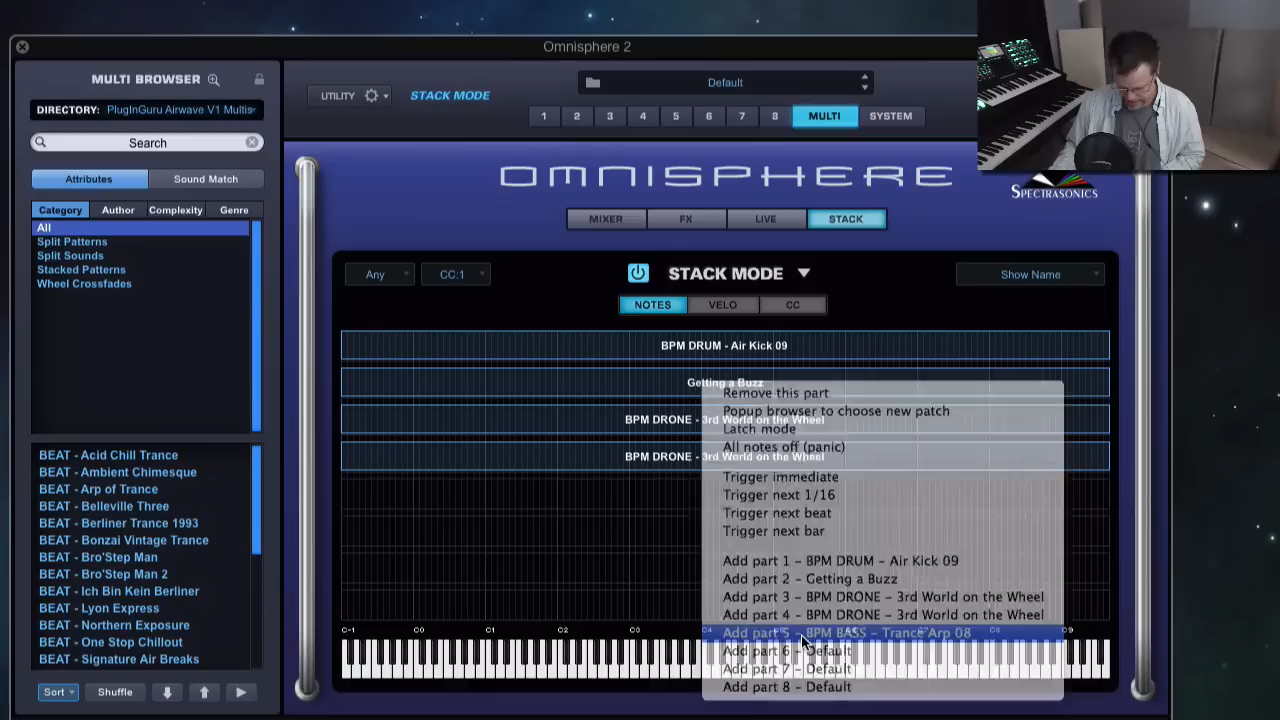 Omnisphere 2
MULTI BROWSER
DIRECTORY: PlugInGuru Airwave V1 Multis
Search
Attributes
Sound Match
Category
Author
Complexity
Genre
All
Split Patterns
Split Sounds
Stacked Patterns
Wheel Crossfades
BEAT - Acid Chill Trance
BEAT - Ambient Chimesque
BEAT - Arp of Trance
BEAT - Belleville Three
BEAT - Berliner Trance 1993
BEAT - Bonzai Vintage Trance
BEAT - Bro'Step Man
BEAT - Bro'Step Man 2
BEAT - Ich Bin Kein Berliner
BEAT - Lyon Express
BEAT - Northern Exposure
BEAT - One Stop Chillout
BEAT - Signature Air Breaks
Sort
Shuffle
UTILITY
STACK MODE
Default
1 2 3 4 5 6 7 8 MULTI SYSTEM
OMNISPHERE
SPECTRASONICS
MIXER
FX
LIVE
STACK
Any
CC:1
STACK MODE
Show Name
NOTES
VELO
CC
BPM DRUM - Air Kick 09
Getting a Buzz
BPM DRONE - 3rd World on the Wheel
BPM DRONE - 3rd World on the Wheel
Remove this part
Popup browser to choose new patch
Latch mode
All notes off (panic)
Trigger immediate
Trigger next 1/16
Trigger next beat
Trigger next bar
Add part 1 - BPM DRUM - Air Kick 09
Add part 2 - Getting a Buzz
Add part 3 - BPM DRONE - 3rd World on the Wheel
Add part 4 - BPM DRONE - 3rd World on the Wheel
Add part 5 - BPM BASS - Trance Arp 08
Add part 6 - Default
Add part 7 - Default
Add part 8 - Default
C-1 C0 C1 C2 C3 C4 C7 C8 C9